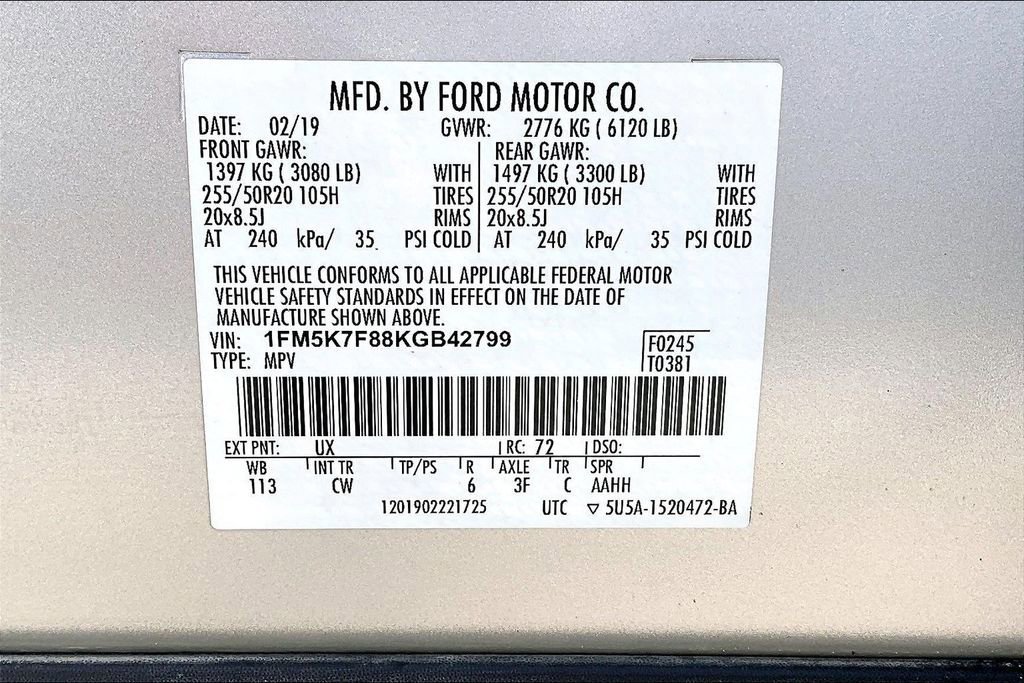 MFD. BY FORD MOTOR CO.
DATE: 02/19 GVWR: 2776 KG ( 6120 LB)
FRONT GAWR: REAR GAWR:
1397 KG ( 3080 LB) WITH 1497 KG ( 3300 LB) WITH
255/50R20 105H TIRES 255/50R20 105H TIRES
20x8.5J RIMS 20x8.5J RIMS
AT 240 kPa/ 35 PSI COLD AT 240 kPa/ 35 PSI COLD
THIS VEHICLE CONFORMS TO ALL APPLICABLE FEDERAL MOTOR
VEHICLE SAFETY STANDARDS IN EFFECT ON THE DATE OF
MANUFACTURE SHOWN ABOVE.
VIN: 1FM5K7F88KGB42799 F0245
TYPE: MPV T0381
EXT PNT: UX RC: 72 DSO:
WB INT TR TP/PS R AXLE TR SPR
113 CW 6 3F C AAHH
1201902221725 UTC ▽ 5U5A-1520472-BA